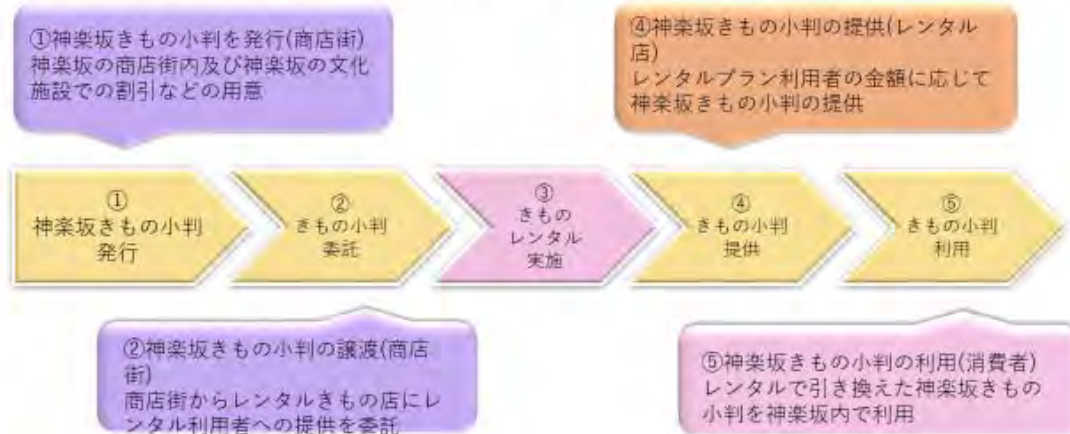 ①神楽坂きもの小判を発行(商店街)
神楽坂の商店街内及び神楽坂の文化
施設での割引などの用意
④神楽坂きもの小判の提供(レンタル
店)
レンタルプラン利用者の金額に応じて
神楽坂きもの小判の提供
①
神楽坂きもの小判
発行
②
きもの小判
委託
③
きもの
レンタル
実施
④
きもの小判
提供
⑤
きもの小判
利用
②神楽坂きもの小判の譲渡(商店
街)
商店街からレンタルきもの店にレ
ンタル利用者への提供を委託
⑤神楽坂きもの小判の利用(消費者)
レンタルで引き換えた神楽坂きもの
小判を神楽坂内で利用